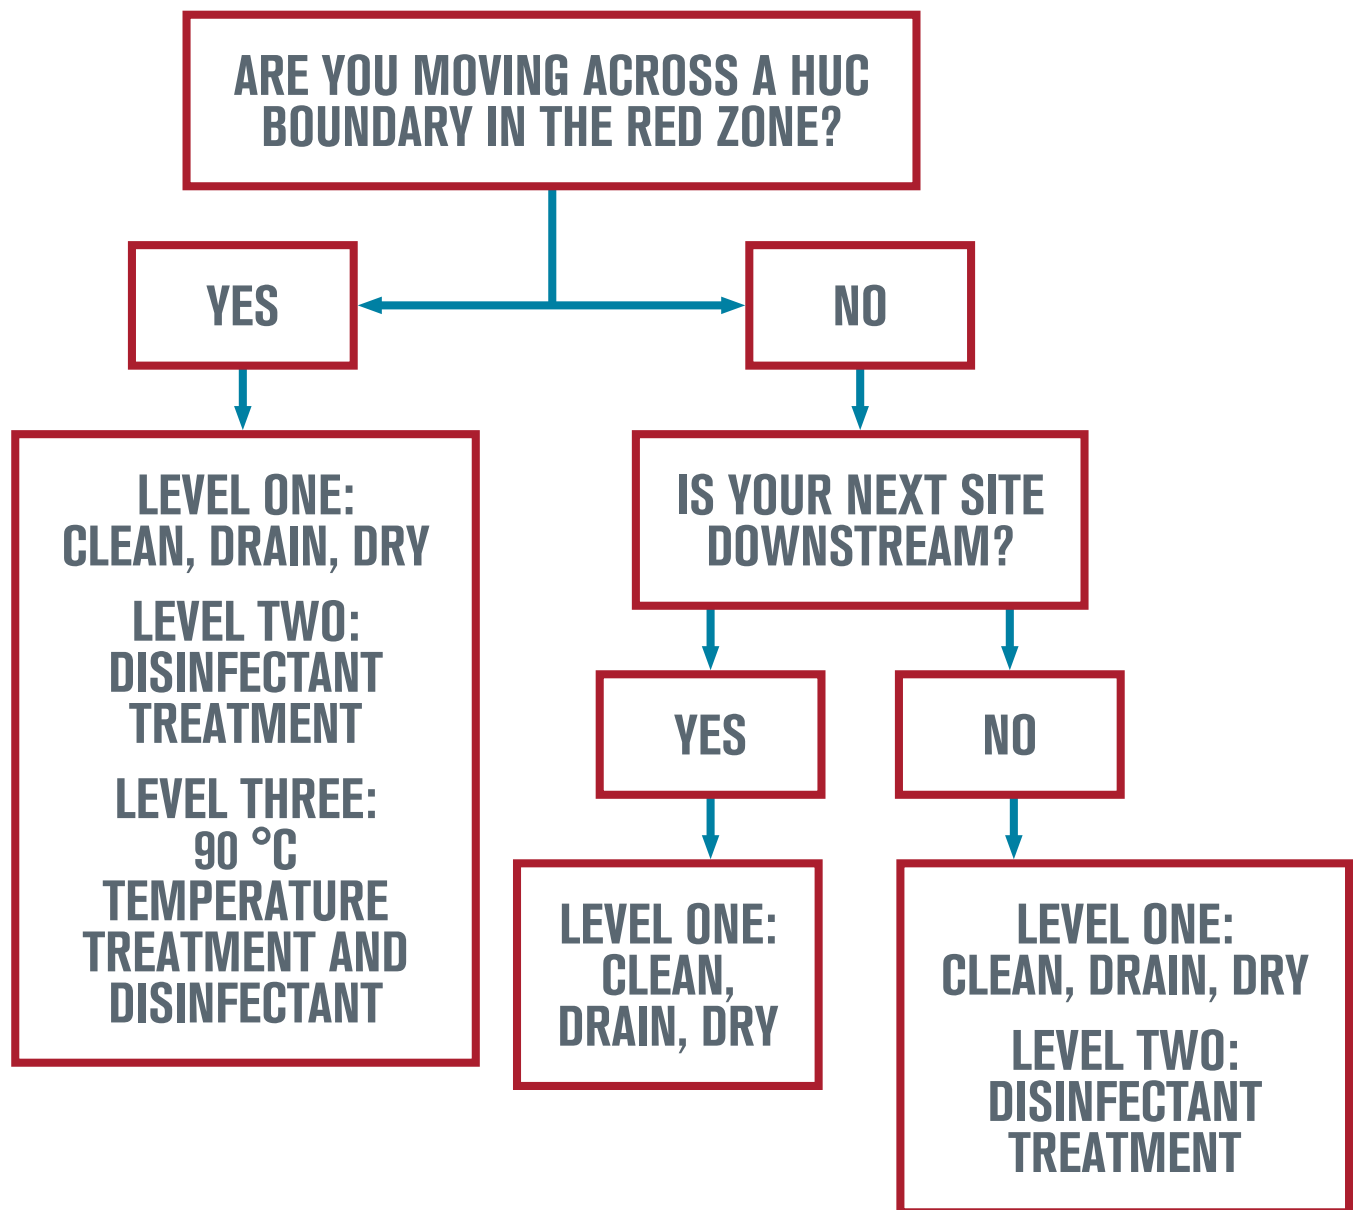 ARE YOU MOVING ACROSS A HUC
BOUNDARY IN THE RED ZONE?
YES
NO
LEVEL ONE:
CLEAN, DRAIN, DRY
LEVEL TWO:
DISINFECTANT
TREATMENT
LEVEL THREE:
90 °C
TEMPERATURE
TREATMENT AND
DISINFECTANT
IS YOUR NEXT SITE
DOWNSTREAM?
YES
NO
LEVEL ONE:
CLEAN,
DRAIN, DRY
LEVEL ONE:
CLEAN, DRAIN, DRY
LEVEL TWO:
DISINFECTANT
TREATMENT